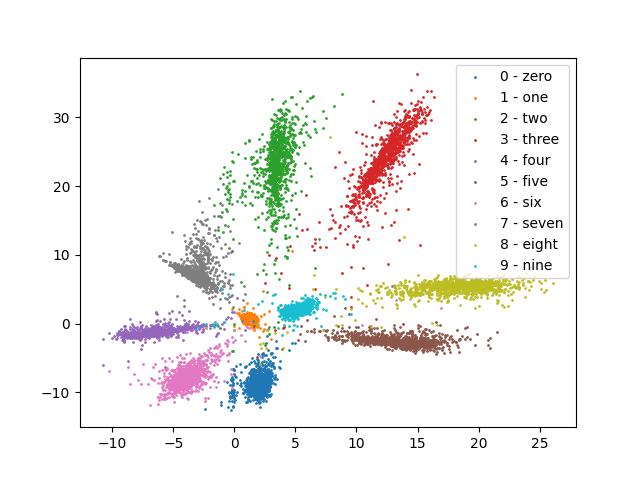 0 - zero
1 - one
2 - two
3 - three
4 - four
5 - five
6 - six
7 - seven
8 - eight
9 - nine
30
20
10
0
−10
−10 −5 0 5 10 15 20 25